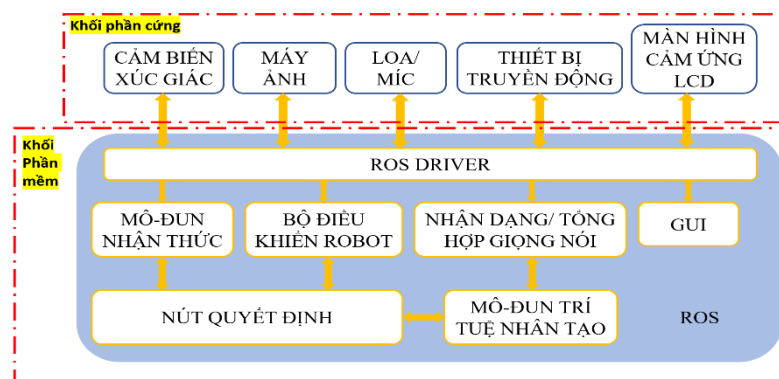 Khối phần cứng
CẢM BIẾN
XÚC GIÁC
MÁY
ẢNH
LOA/
MÍC
THIẾT BỊ
TRUYỀN ĐỘNG
MÀN HÌNH
CẢM ỨNG
LCD
Khối
Phần
mềm
ROS DRIVER
MÔ-ĐUN
NHẬN THỨC
BỘ ĐIỀU
KHIỂN ROBOT
NHẬN DẠNG/ TỔNG
HỢP GIỌNG NÓI
GUI
NÚT QUYẾT ĐỊNH
MÔ-ĐUN TRÍ
TUỆ NHÂN TẠO
ROS